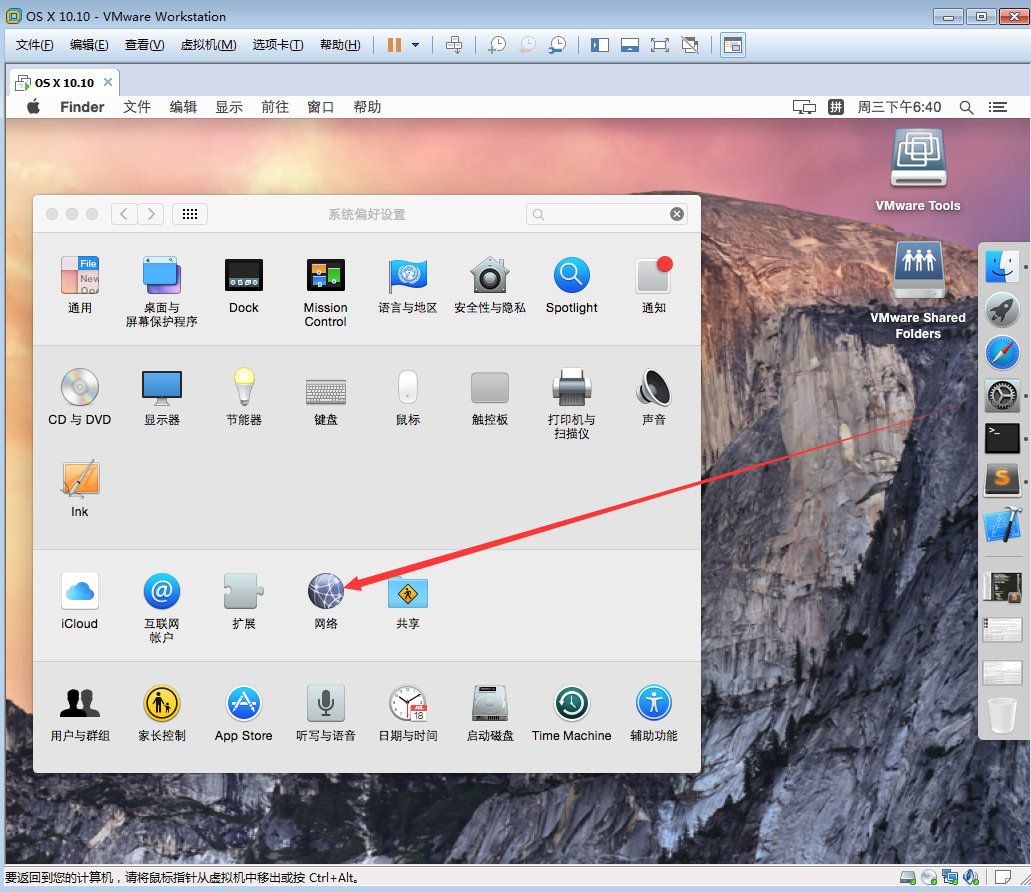 OS X 10.10 - VMware Workstation
文件(F) 编辑(E) 查看(V) 虚拟机(M) 选项卡(T) 帮助(H)
OS X 10.10
Finder 文件 编辑 显示 前往 窗口 帮助 拼 周三下午6:40
系统偏好设置
VMware Tools
VMware Shared
Folders
File
New
通用
桌面与
屏幕保护程序
Dock
Mission
Control
语言与地区
安全性与隐私
Spotlight
通知
CD 与 DVD
显示器
节能器
键盘
鼠标
触控板
打印机与
扫描仪
声音
Ink
iCloud
互联网
帐户
扩展
网络
共享
18
用户与群组
家长控制
App Store
听写与语音
日期与时间
启动磁盘
Time Machine
辅助功能
要返回到您的计算机，请将鼠标指针从虚拟机中移出或按 Ctrl+Alt。